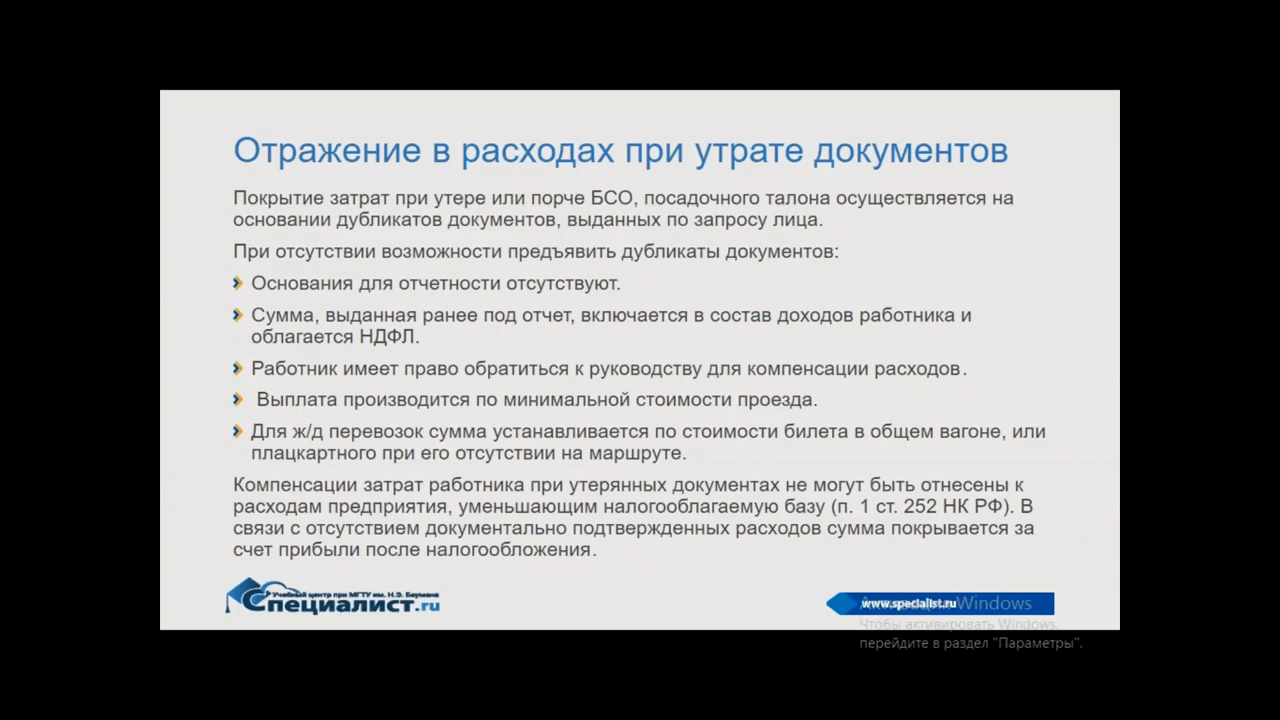 Отражение в расходах при утрате документов
Покрытие затрат при утере или порче БСО, посадочного талона осуществляется на
основании дубликатов документов, выданных по запросу лица.
При отсутствии возможности предъявить дубликаты документов:
Основания для отчетности отсутствуют.
Сумма, выданная ранее под отчет, включается в состав доходов работника и
облагается НДФЛ.
Работник имеет право обратиться к руководству для компенсации расходов.
Выплата производится по минимальной стоимости проезда.
Для ж/д перевозок сумма устанавливается по стоимости билета в общем вагоне, или
плацкартного при его отсутствии на маршруте.
Компенсации затрат работника при утерянных документах не могут быть отнесены к
расходам предприятия, уменьшающим налогооблагаемую базу (п. 1 ст. 252 НК РФ). В
связи с отсутствием документально подтвержденных расходов сумма покрывается за
счет прибыли после налогообложения.
Учебный центр при МГТУ им. Н.Э. Баумана
Специалист.ru
www.specialist.ru
Windows
Чтобы активировать Windows,
перейдите в раздел "Параметры".